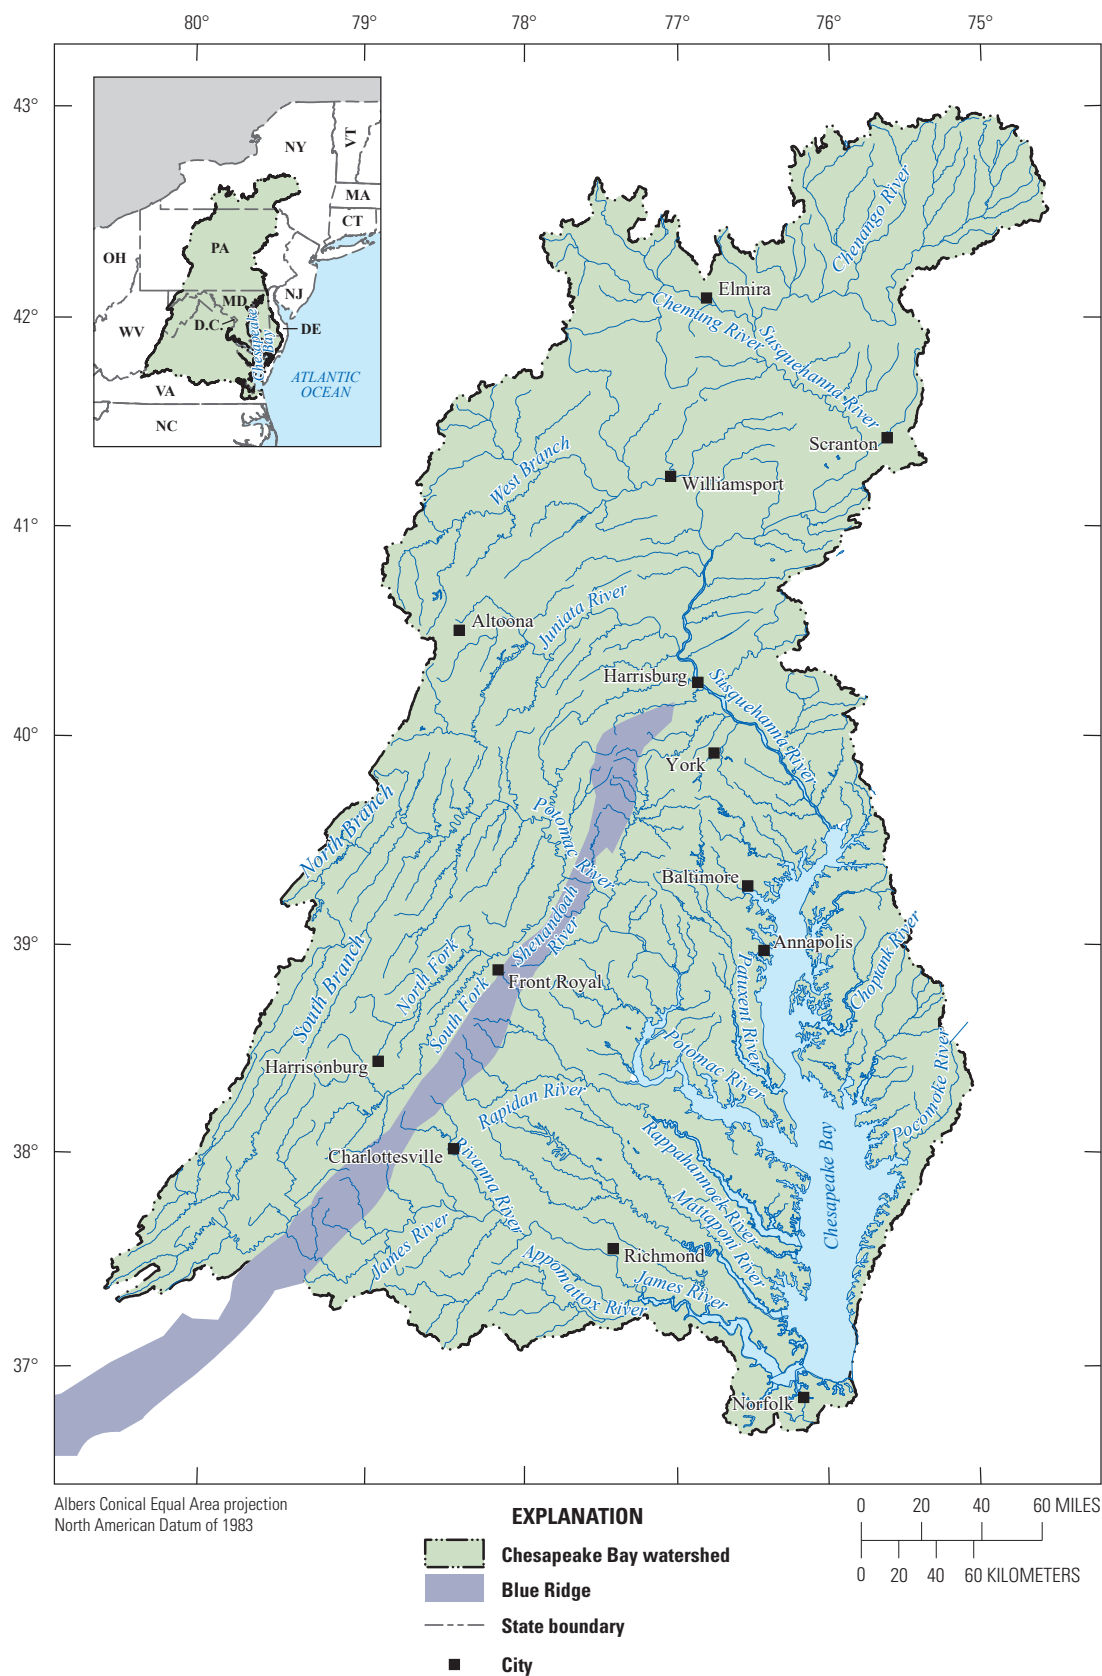 80°
79°
78°
77°
76°
75°
43°
42°
41°
40°
39°
38°
37°
NY
VT
MA
CT
PA
OH
NJ
MD
D.C.
DE
WV
VA
NC
Chesapeake
Bay
ATLANTIC
OCEAN
Chenango River
Elmira
Chemung River
Susquehanna River
Scranton
West Branch
Williamsport
Altoona
Juniata River
Harrisburg
Susquehanna River
York
North Branch
Potomac River
Baltimore
Shenandoah
River
Annapolis
Choptank River
North Fork
South Branch
South Fork
Front Royal
Patuxent River
Harrisonburg
Potomac River
Pocomoke River
Rapidan River
Charlottesville
Rivanna River
Rappahannock River
Mattaponi River
Chesapeake Bay
James River
Richmond
Appomattox River
James River
Norfolk
Albers Conical Equal Area projection
North American Datum of 1983
0 20 40 60 MILES
0 20 40 60 KILOMETERS
EXPLANATION
Chesapeake Bay watershed
Blue Ridge
State boundary
City